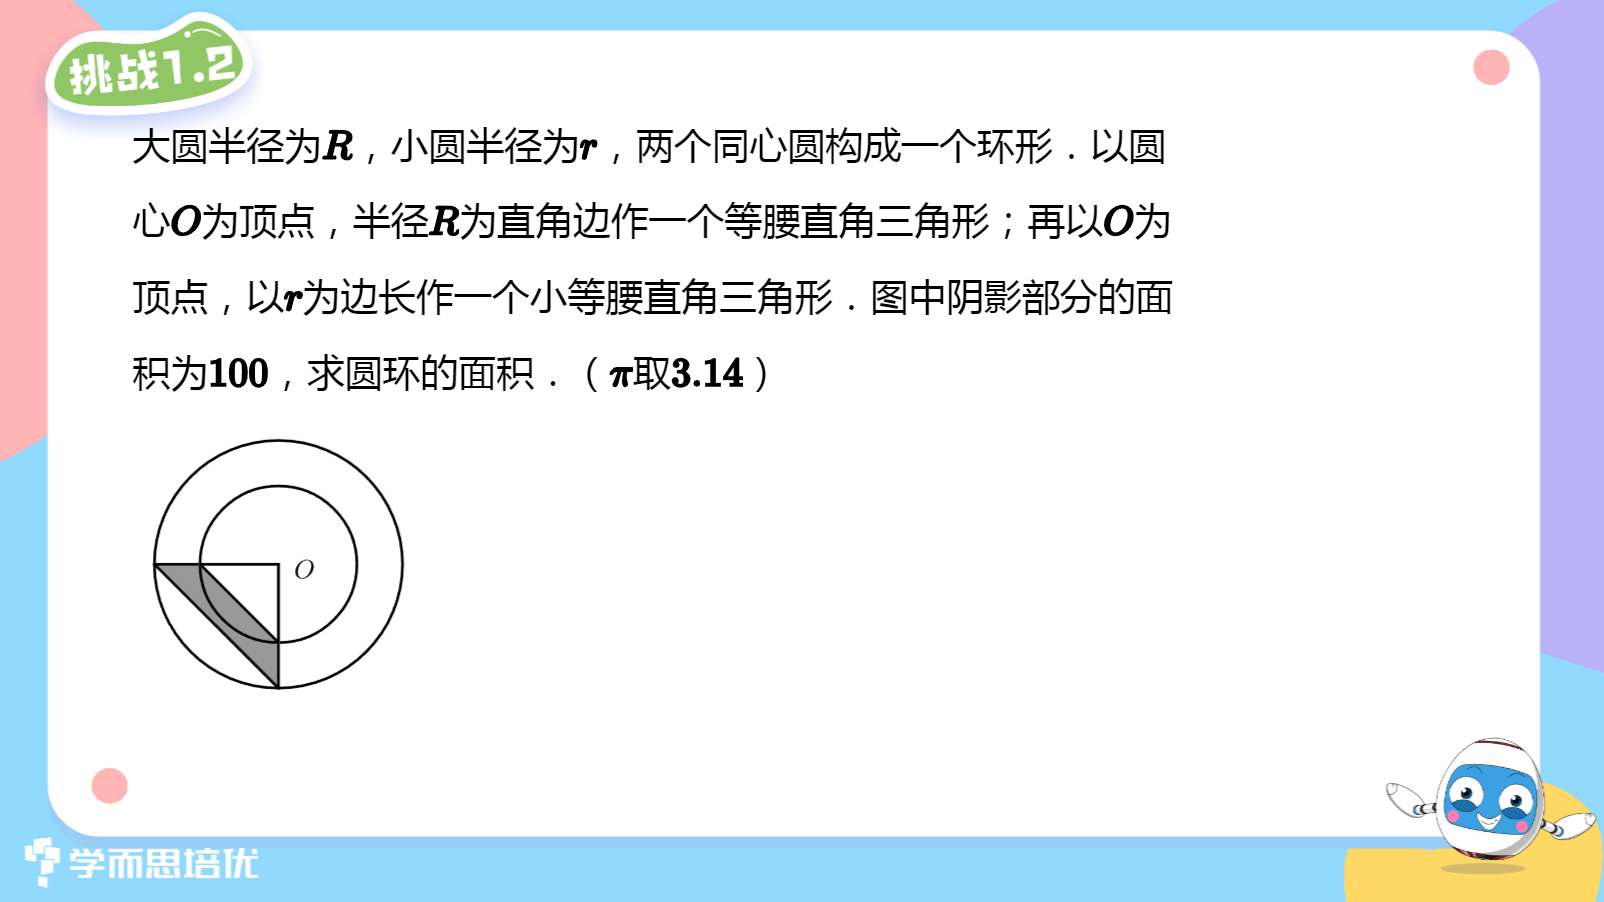 挑战1.2
大圆半径为R，小圆半径为r，两个同心圆构成一个环形．以圆
心O为顶点，半径R为直角边作一个等腰直角三角形；再以O为
顶点，以r为边长作一个小等腰直角三角形．图中阴影部分的面
积为100，求圆环的面积．（π取3.14）
O
学而思培优